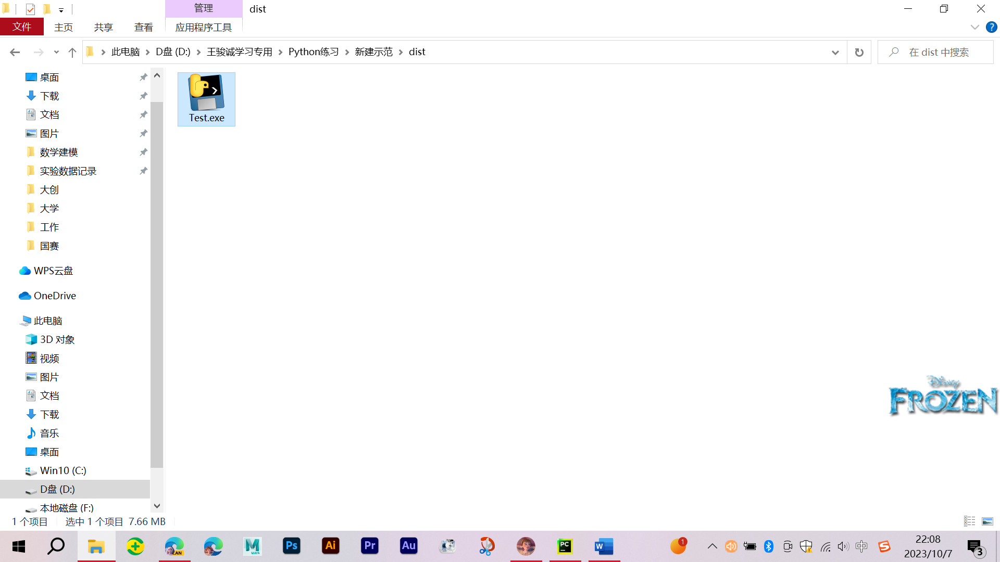 管理
dist
文件
主页
共享
查看
应用程序工具
此电脑
D盘 (D:)
王骏诚学习专用
Python练习
新建示范
dist
在 dist 中搜索
桌面
下载
文档
图片
数学建模
实验数据记录
大创
大学
工作
国赛
WPS云盘
OneDrive
此电脑
3D 对象
视频
图片
文档
下载
音乐
桌面
Win10 (C:)
D盘 (D:)
本地磁盘 (F:)
Test.exe
Disney
FROZEN
1 个项目
选中 1 个项目 7.66 MB
CAN
MAYA
Ps
Ai
Pr
Au
PC
W
1
中
S
22:08
2023/10/7
3